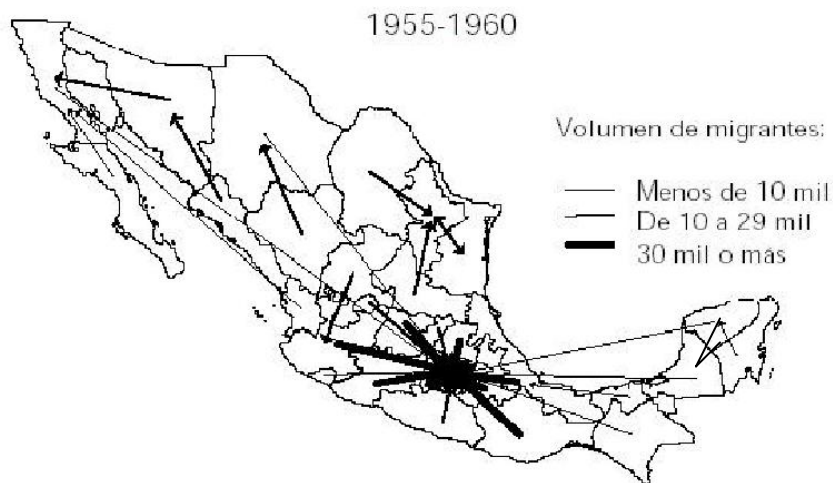 1955-1960
Volumen de migrantes:
Menos de 10 mil
De 10 a 29 mil
30 mil o más